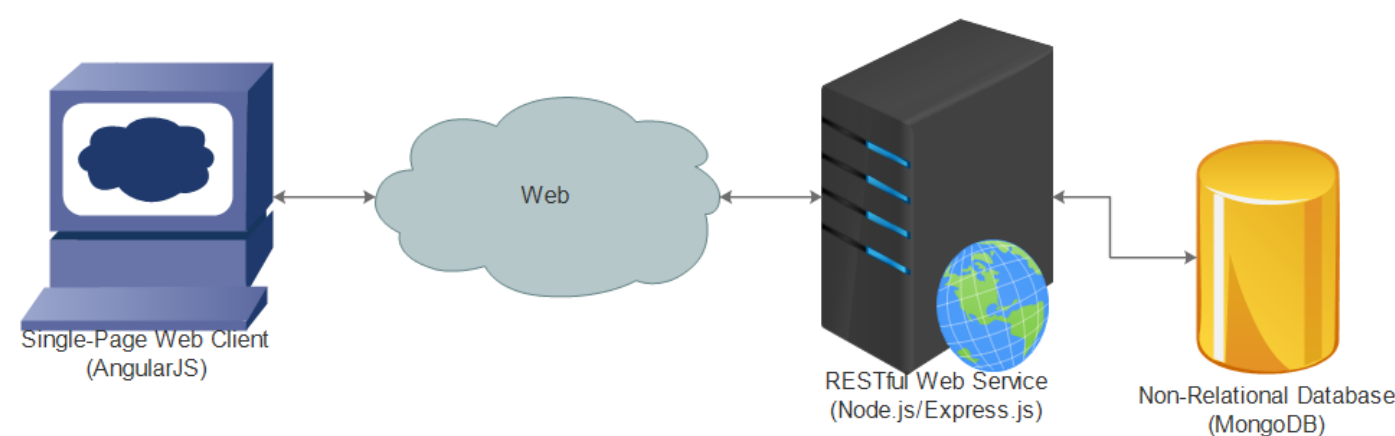 Web
Single-Page Web Client
(AngularJS)
RESTful Web Service
(Node.js/Express.js)
Non-Relational Database
(MongoDB)